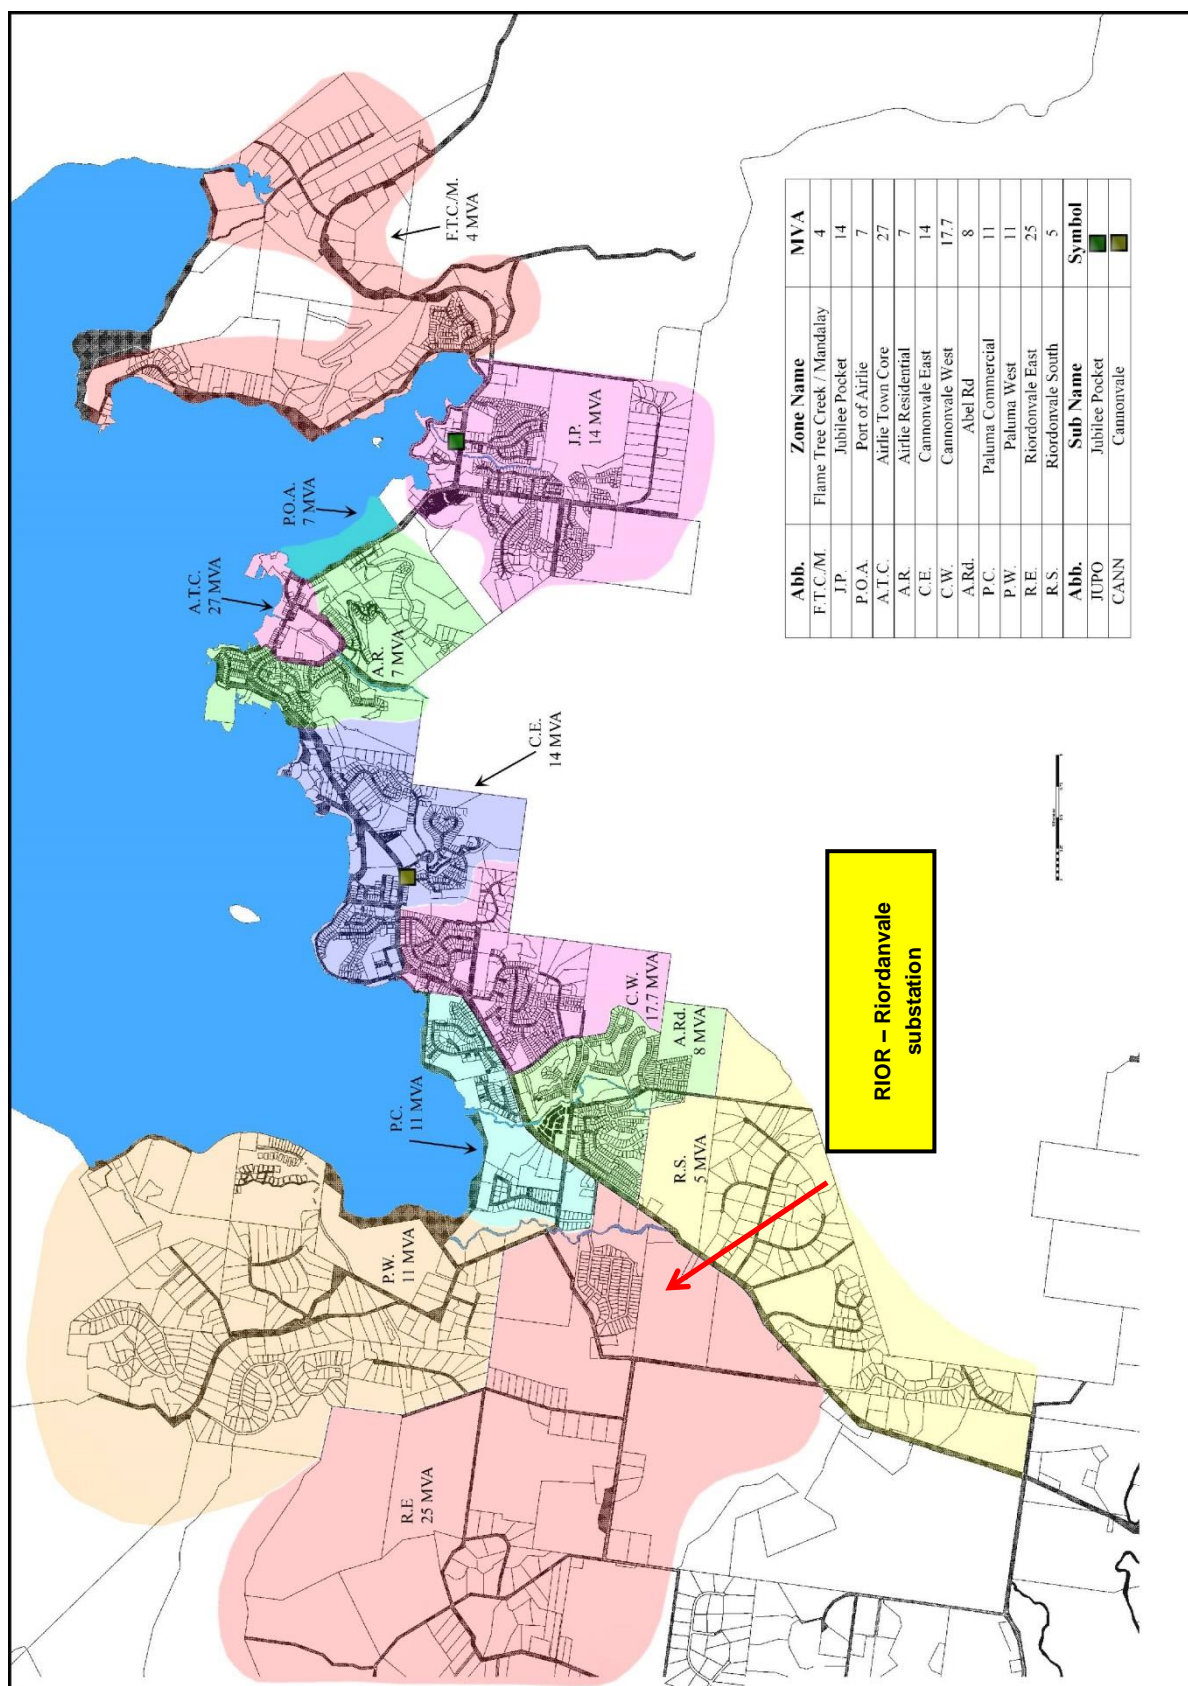 F.T.C./M.
4 MVA
J.P.
14 MVA
P.O.A.
7 MVA
A.T.C.
27 MVA
A.R.
7 MVA
C.E.
14 MVA
C.W.
17.7 MVA
A.Rd.
8 MVA
P.C.
11 MVA
R.S.
5 MVA
P.W.
11 MVA
R.E
25 MVA
Abb. Zone Name MVA
F.T.C./M. Flame Tree Creek / Mandalay 4
J.P. Jubilee Pocket 14
P.O.A. Port of Airlie 7
A.T.C. Airlie Town Core 27
A.R. Airlie Residential 7
C.E. Cannonvale East 14
C.W. Cannonvale West 17.7
A.Rd. Abel Rd 8
P.C. Paluma Commercial 11
P.W. Paluma West 11
R.E Riordonvale East 25
R.S. Riordonvale South 5
Abb. Sub Name Symbol
JUPO Jubilee Pocket
CANN Cannonvale
RIOR – Riordanvale
substation